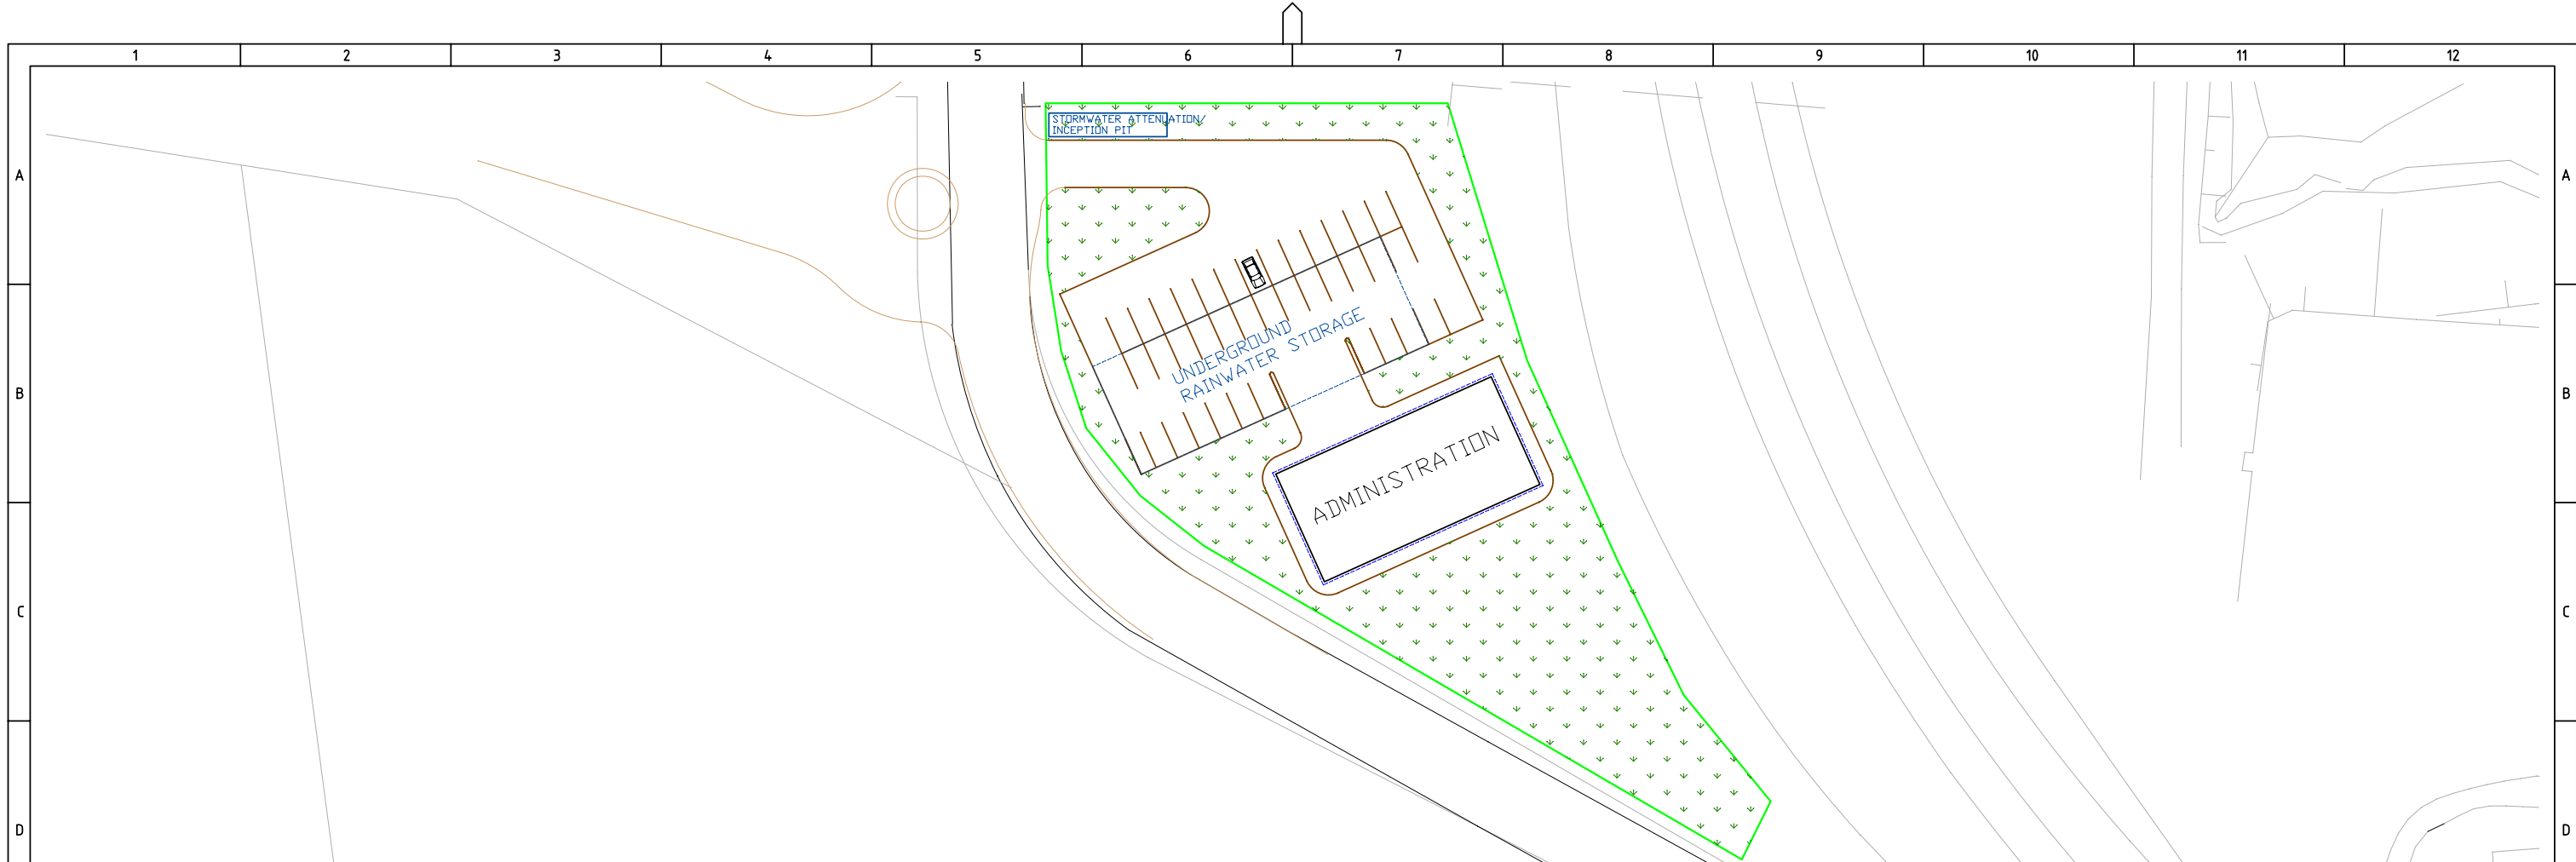 1 2 3 4 5 6 7 8 9 10 11 12
STORMWATER ATTENUATION/
INCEPTION PIT
A A
UNDERGROUND
RAINWATER STORAGE
B B
ADMINISTRATION
C C
D D